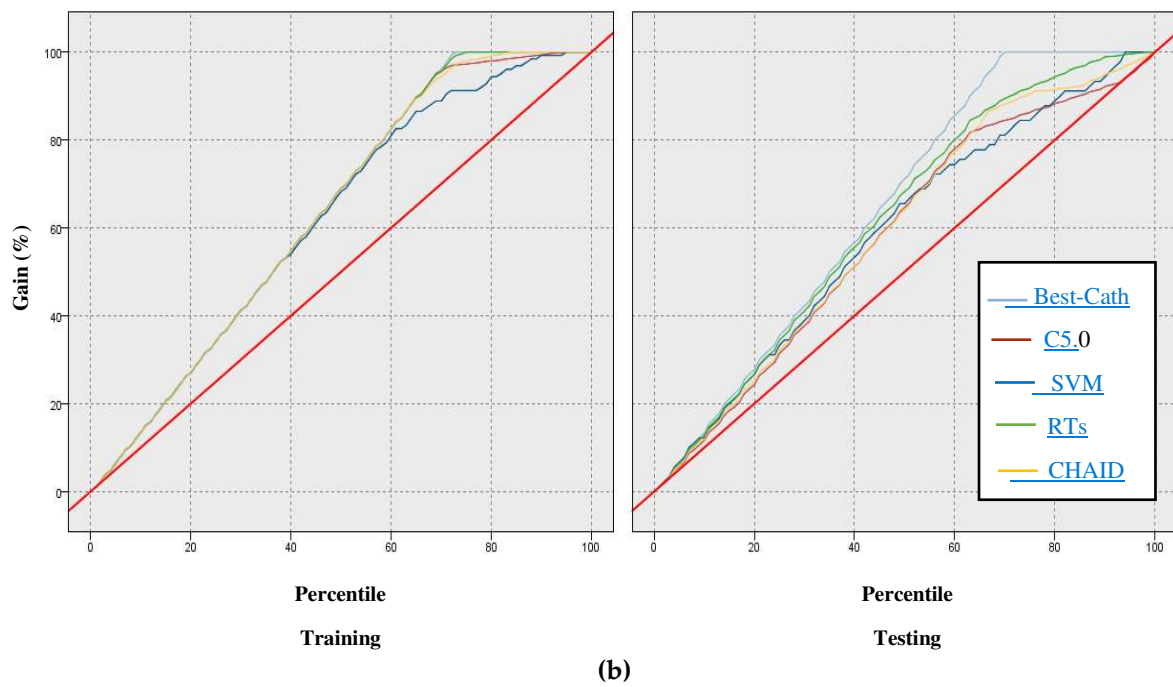 Gain (%)
100
80
60
40
20
0
0 20 40 60 80 100
0 20 40 60 80 100
Best-Cath
C5.0
SVM
RTs
CHAID
Percentile
Percentile
Training
Testing
(b)